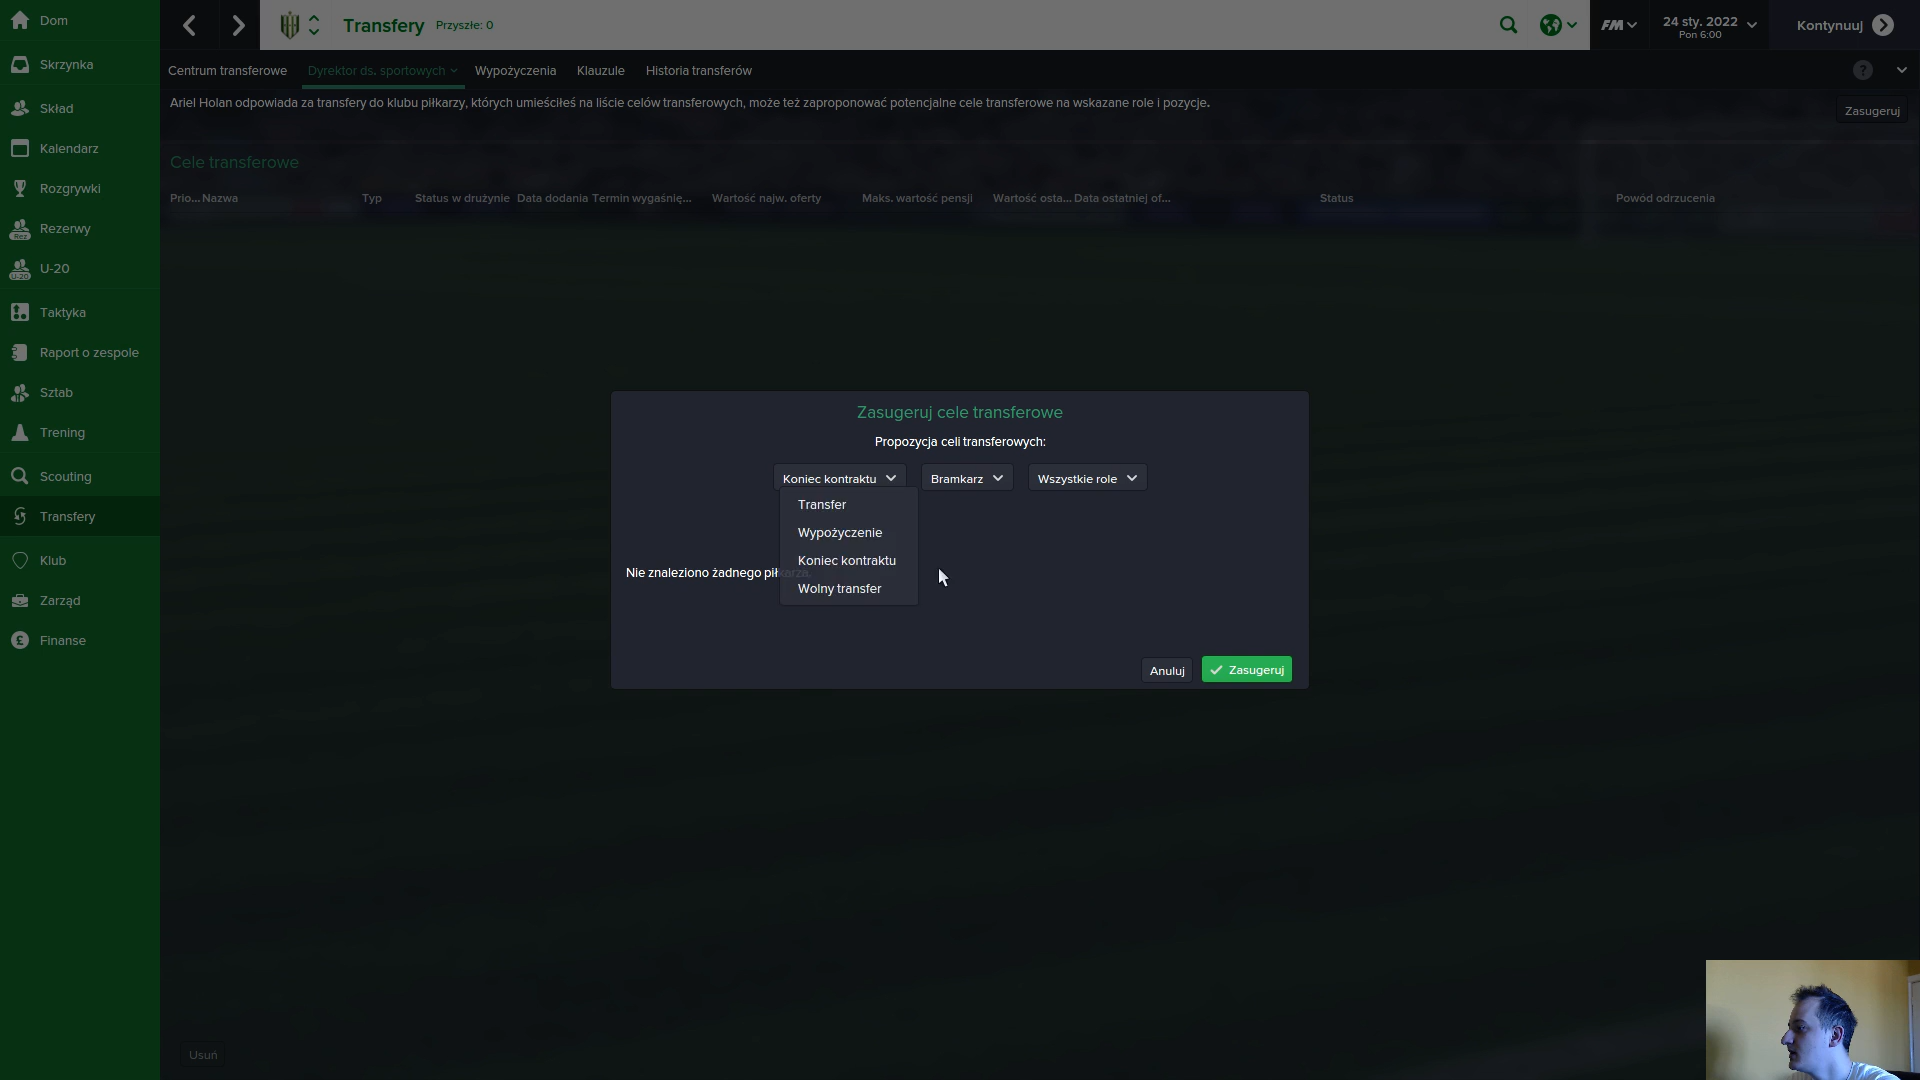 Dom
Skrzynka
Skład
Kalendarz
Rozgrywki
Rezerwy
U-20
Taktyka
Raport o zespole
Sztab
Trening
Scouting
Transfery
Klub
Zarząd
Finanse
Transfery Przyszłe: 0
FM
24 sty. 2022
Pon 6:00
Kontynuuj
Centrum transferowe
Dyrektor ds. sportowych
Wypożyczenia
Klauzule
Historia transferów
?
Ariel Holan odpowiada za transfery do klubu piłkarzy, których umieściłeś na liście celów transferowych, może też zaproponować potencjalne cele transferowe na wskazane role i pozycje.
Zasugeruj
Cele transferowe
Prio... Nazwa Typ Status w drużynie Data dodania Termin wygaśnię... Wartość najw. oferty Maks. wartość pensji Wartość osta... Data ostatniej of... Status Powód odrzucenia
Zasugeruj cele transferowe
Propozycja celi transferowych:
Koniec kontraktu
Bramkarz
Wszystkie role
Transfer
Wypożyczenie
Koniec kontraktu
Wolny transfer
Nie znaleziono żadnego piłkarza.
Anuluj
Zasugeruj
Usuń